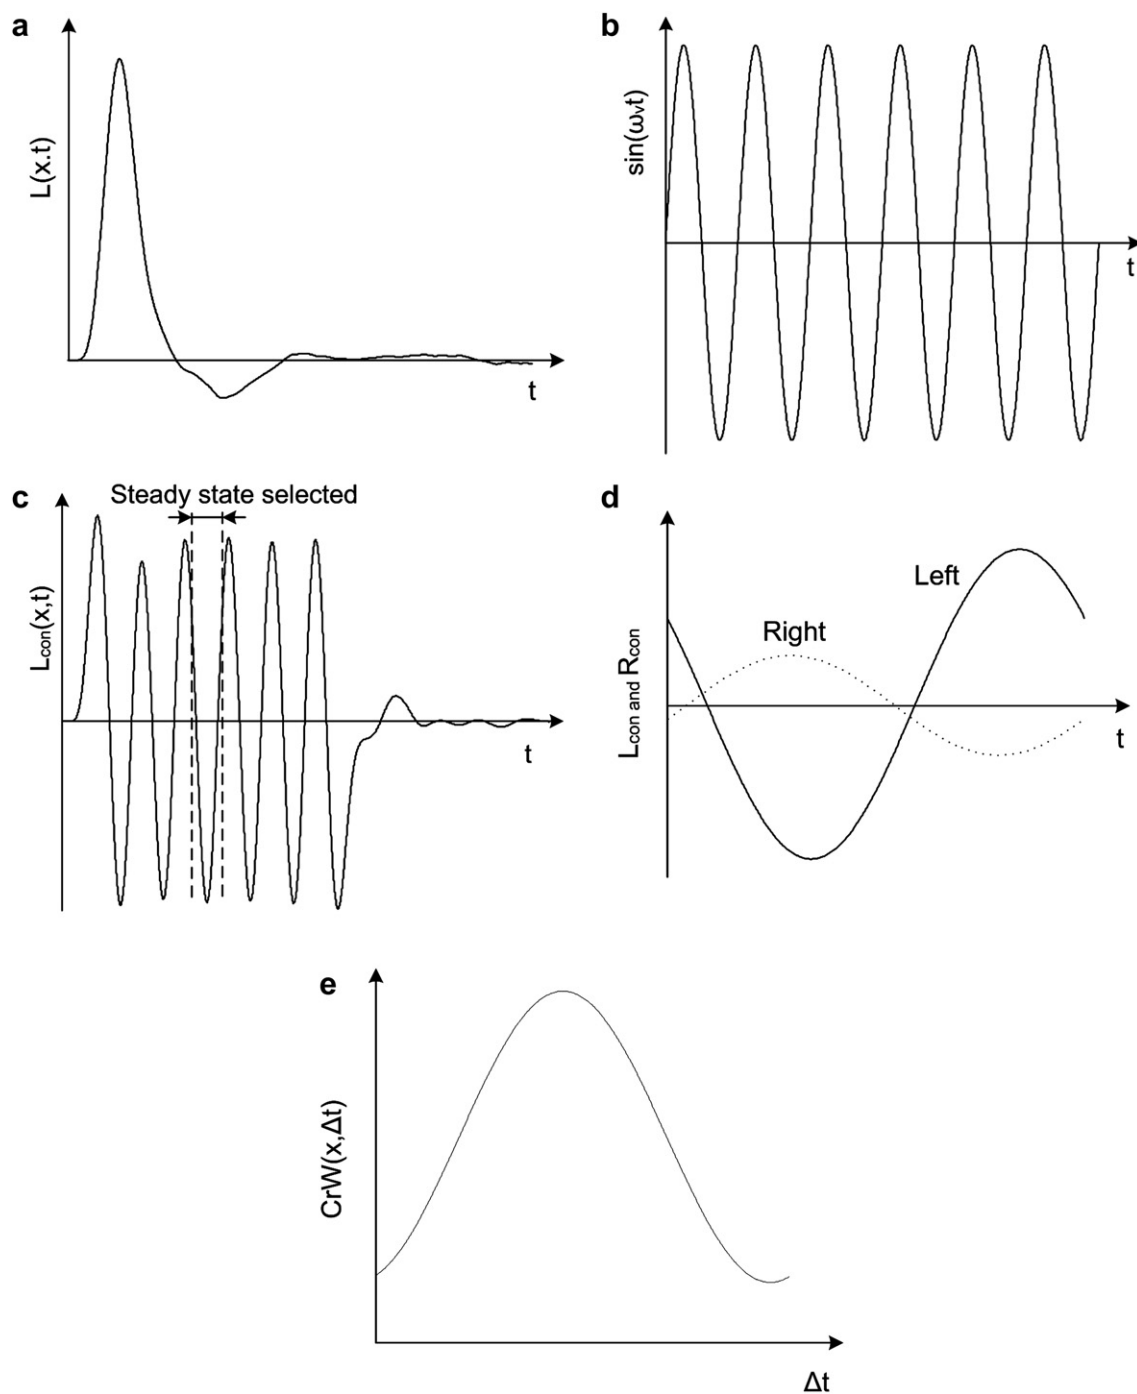 a
L(x.t)
t
b
sin(ωvt)
t
c
Steady state selected
Lcon(x,t)
t
d
Left
Right
Lcon and Rcon
t
e
CrW(x,Δt)
Δt